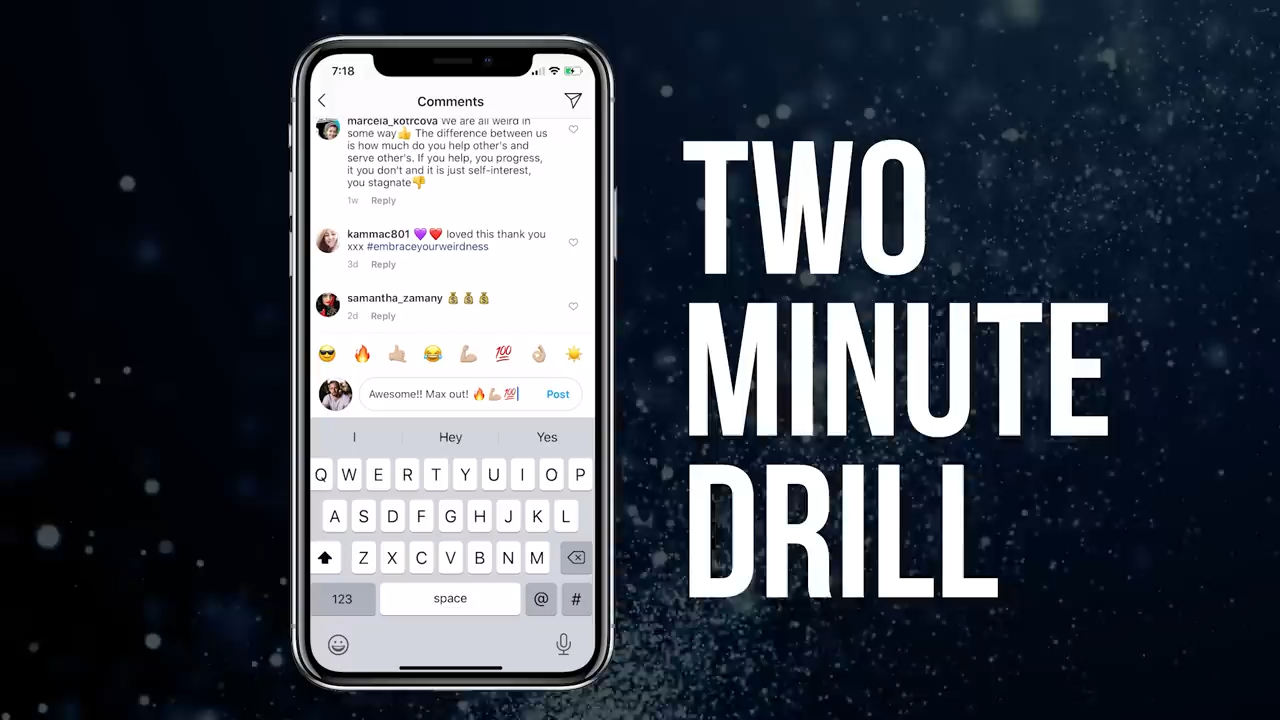 7:18
Comments
marcela_kotrcova We are all weird in
some way👍 The difference between us
is how much do you help other's and
serve other's. If you help, you progress,
it you don't and it is just self-interest,
you stagnate👎
1w Reply
kammac801 💜❤️ loved this thank you
xxx #embraceyourweirdness
3d Reply
samantha_zamany 💰💰💰
2d Reply
😎🔥🤙🏼😂💪🏼💯👌🏼☀️
Awesome!! Max out! 🔥💪🏼💯 Post
I Hey Yes
Q W E R T Y U I O P
A S D F G H J K L
Z X C V B N M
123 space @ #
TWO
MINUTE
DRILL